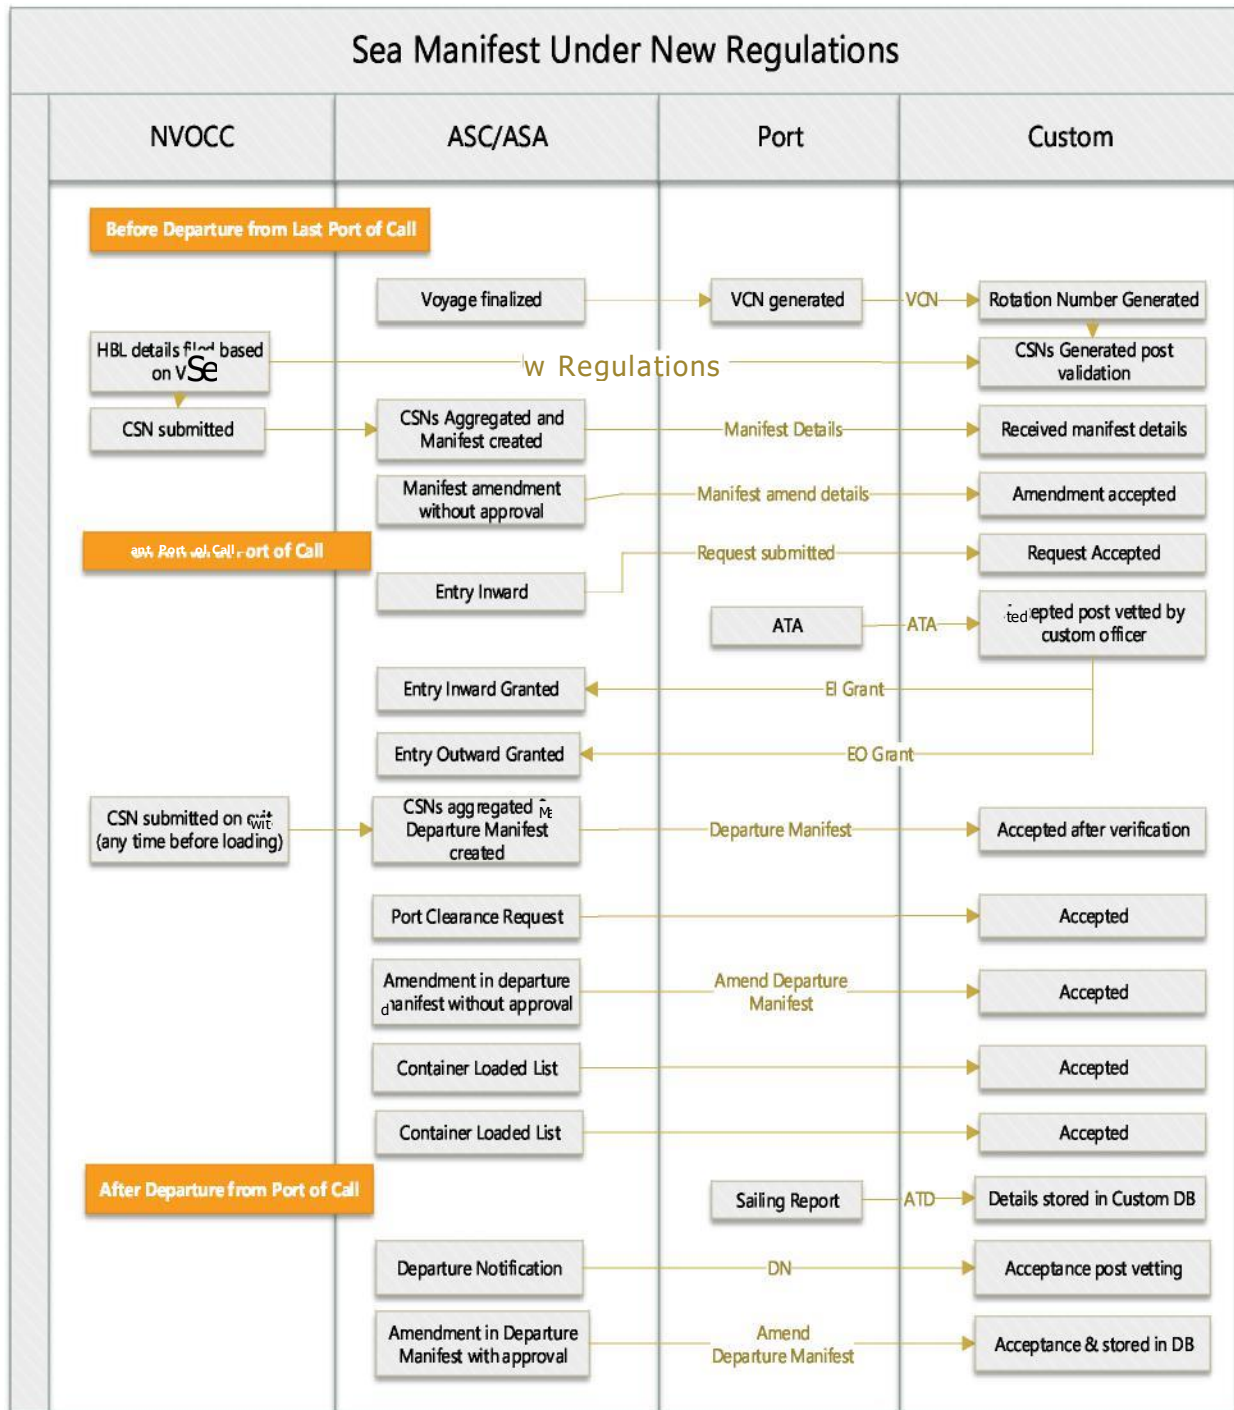 Sea Manifest Under New Regulations
NVOCC
ASC/ASA
Port
Custom
Before Departure from Last Port of Call
Voyage finalized
VCN generated
VCN
Rotation Number Generated
HBL details filed based
on V
Se
w Regulations
CSNs Generated post
validation
CSN submitted
CSNs Aggregated and
Manifest created
Manifest Details
Received manifest details
Manifest amendment
without approval
Manifest amend details
Amendment accepted
ort of Call
Request submitted
Request Accepted
Entry Inward
ATA
ATA
epted post vetted by
custom officer
Entry Inward Granted
EI Grant
Entry Outward Granted
EO Grant
CSN submitted on
(any time before loading)
CSNs aggregated
Departure Manifest
created
Departure Manifest
Accepted after verification
Port Clearance Request
Accepted
Amendment in departure
manifest without approval
Amend Departure
Manifest
Accepted
Container Loaded List
Accepted
Container Loaded List
Accepted
After Departure from Port of Call
Sailing Report
ATD
Details stored in Custom DB
Departure Notification
DN
Acceptance post vetting
Amendment in Departure
Manifest with approval
Amend
Departure Manifest
Acceptance & stored in DB